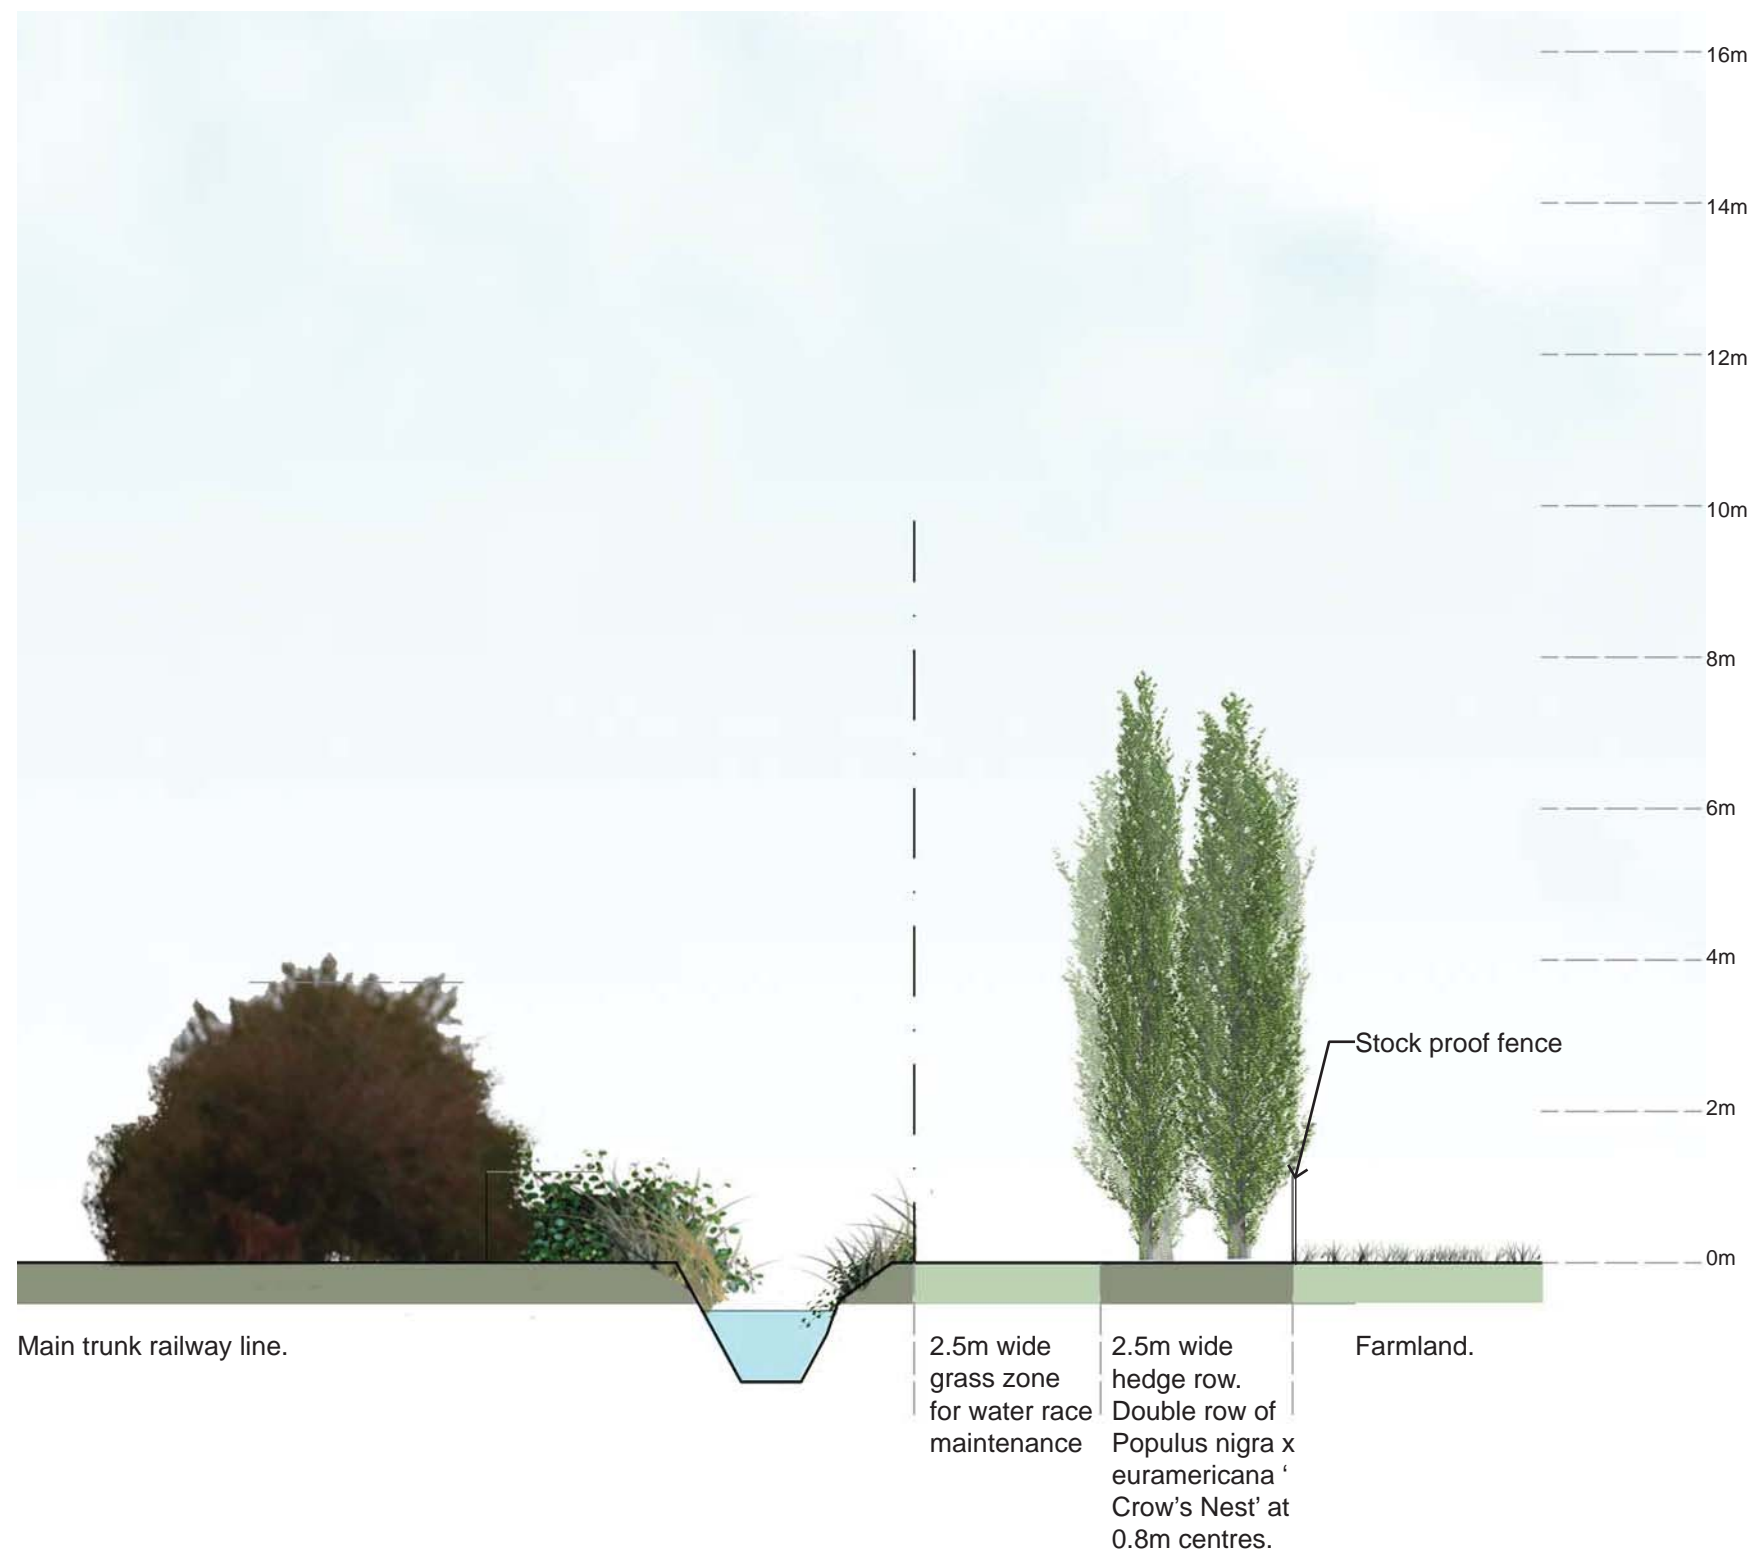 16m
14m
12m
10m
8m
6m
4m
Stock proof fence
2m
0m
Main trunk railway line.
2.5m wide
grass zone
for water race
maintenance
2.5m wide
hedge row.
Double row of
Populus nigra x
euramericana ‘
Crow’s Nest’ at
0.8m centres.
Farmland.